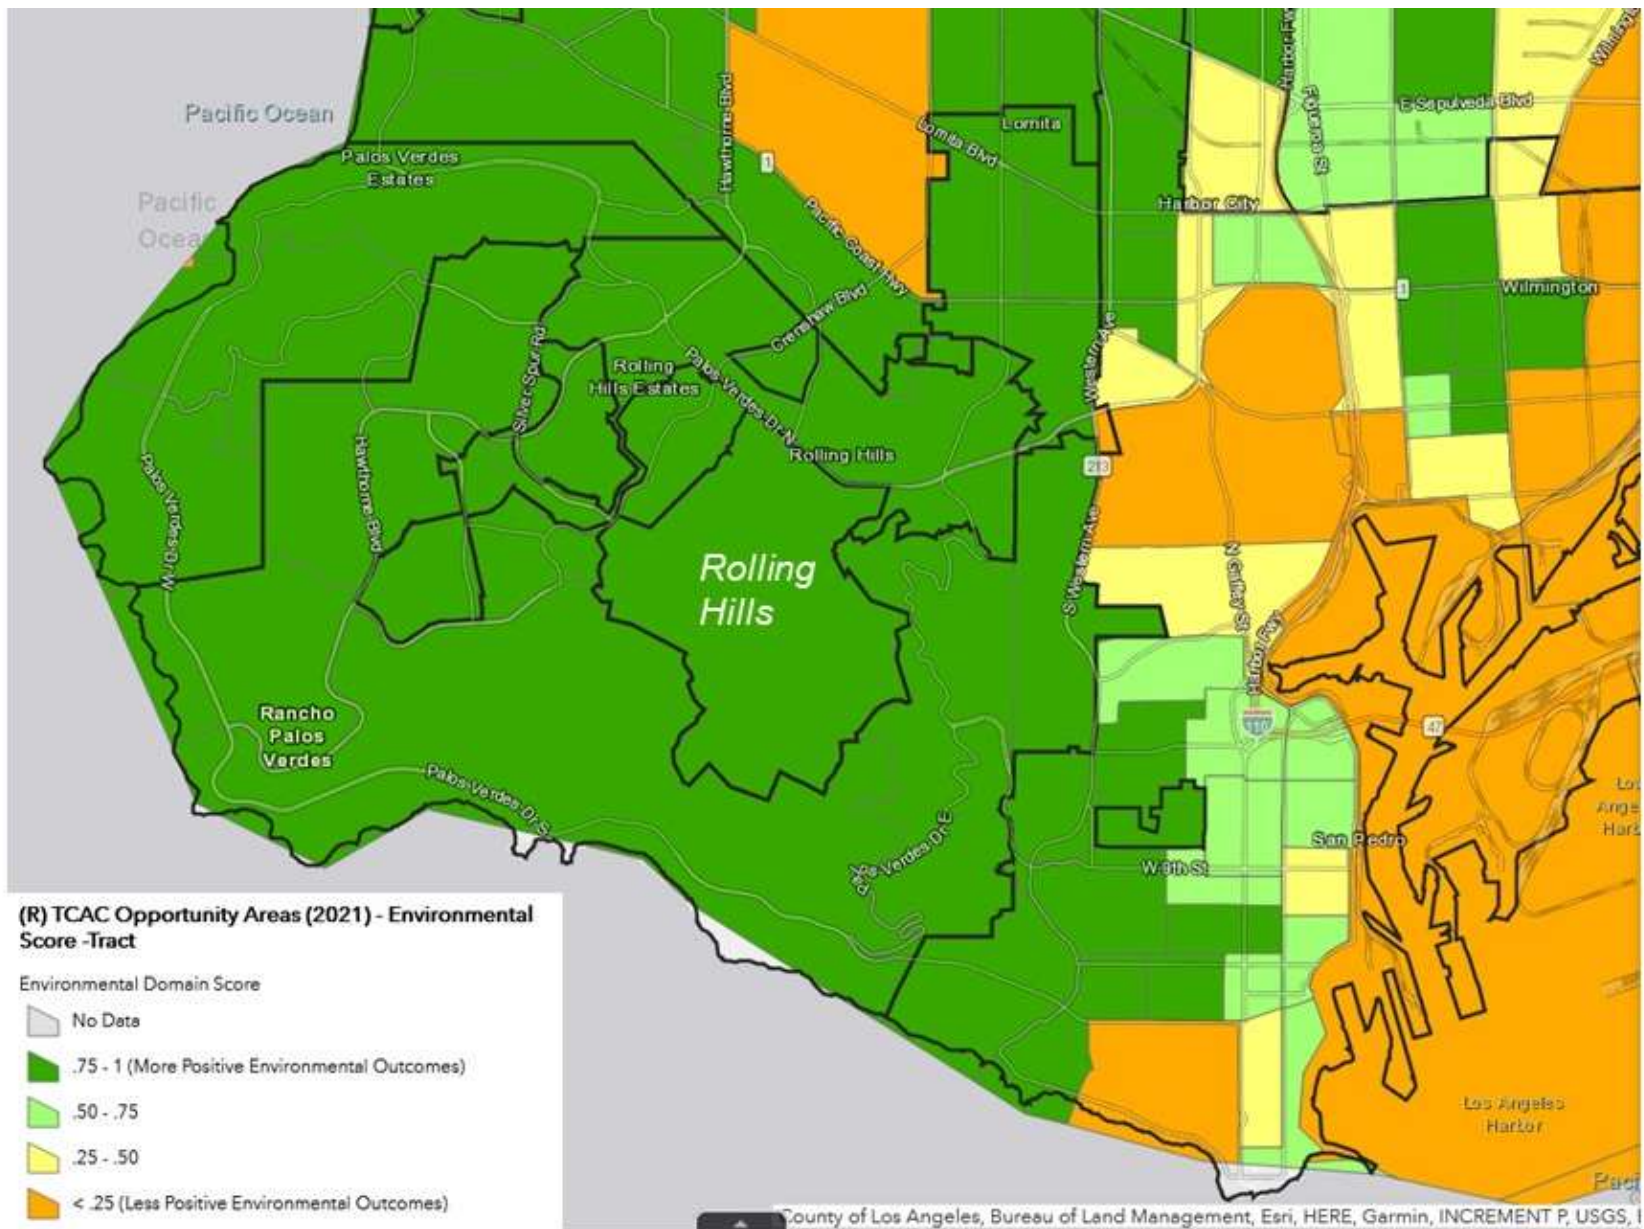 Pacific Ocean
Palos Verdes
Estates
Pacific
Hawthorne Blvd
1
Lomita Blvd
Lomita
Harbor Fwy
Figueroa St
E Sepulveda Blvd
Harbor City
Pacific Coast Hwy
1
Wilmington
Crenshaw Blvd
Silver Spur Rd
Rolling
Hills Estates
Palos Verdes Dr N
Western Ave
Rolling Hills
213
Hawthorne Blvd
Palos Verdes Dr W
Rolling
Hills
S Western Ave
N Gaffey St
Harbor Fwy
110
47
Rancho
Palos
Verdes
Palos Verdes Dr S
Verdes Dr E
San Pedro
W 9th St
Los Angeles
Harbor
(R) TCAC Opportunity Areas (2021) - Environmental
Score -Tract
Environmental Domain Score
No Data
.75 - 1 (More Positive Environmental Outcomes)
.50 - .75
.25 - .50
< .25 (Less Positive Environmental Outcomes)
County of Los Angeles, Bureau of Land Management, Esri, HERE, Garmin, INCREMENT P, USGS,